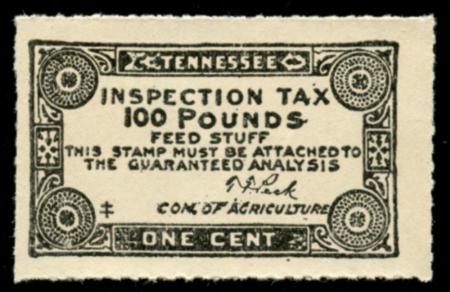 TENNESSEE
INSPECTION TAX
100 POUNDS
FEED STUFF
THIS STAMP MUST BE ATTACHED TO
THE GUARANTEED ANALYSIS
T. F. Peck
COM. OF AGRICULTURE
ONE CENT